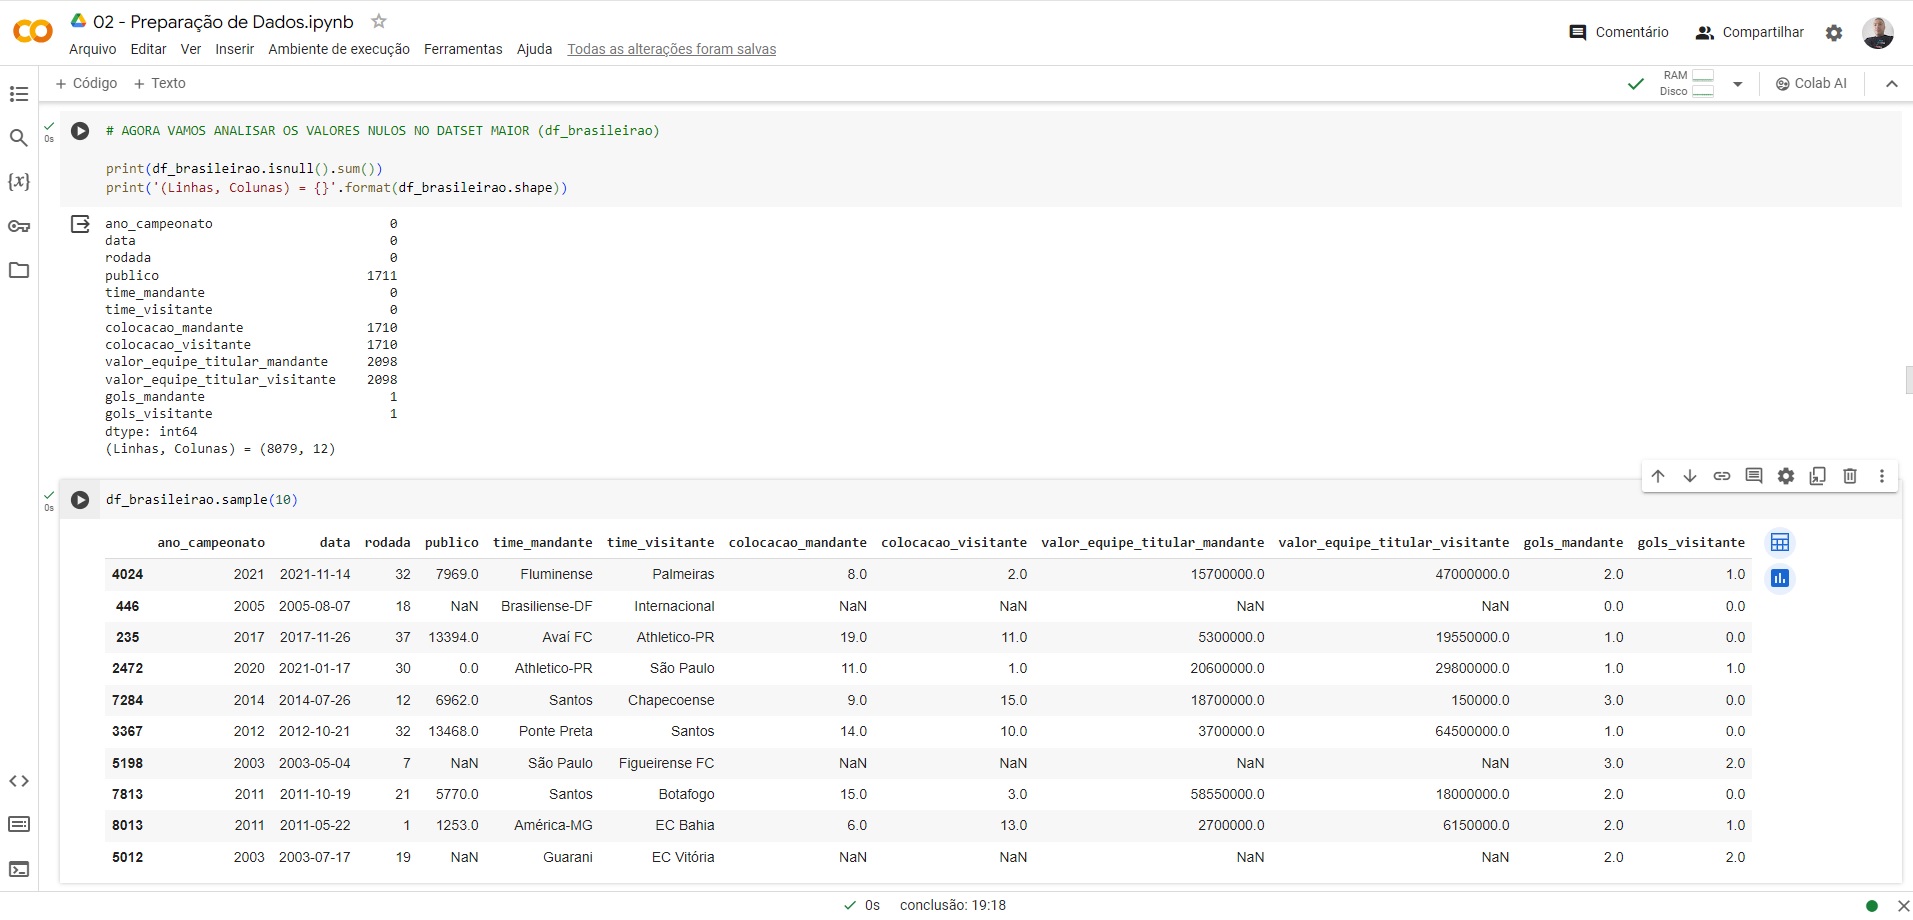 02 - Preparação de Dados.ipynb
Arquivo Editar Ver Inserir Ambiente de execução Ferramentas Ajuda Todas as alterações foram salvas
Comentário Compartilhar
+ Código + Texto
RAM
Disco
Colab AI
0s
# AGORA VAMOS ANALISAR OS VALORES NULOS NO DATSET MAIOR (df_brasileirao)
print(df_brasileirao.isnull().sum())
print('(Linhas, Colunas) = {}'.format(df_brasileirao.shape))
ano_campeonato 0
data 0
rodada 0
publico 1711
time_mandante 0
time_visitante 0
colocacao_mandante 1710
colocacao_visitante 1710
valor_equipe_titular_mandante 2098
valor_equipe_titular_visitante 2098
gols_mandante 1
gols_visitante 1
dtype: int64
(Linhas, Colunas) = (8079, 12)
0s
df_brasileirao.sample(10)
ano_campeonato data rodada publico time_mandante time_visitante colocacao_mandante colocacao_visitante valor_equipe_titular_mandante valor_equipe_titular_visitante gols_mandante gols_visitante
4024 2021 2021-11-14 32 7969.0 Fluminense Palmeiras 8.0 2.0 15700000.0 47000000.0 2.0 1.0
446 2005 2005-08-07 18 NaN Brasiliense-DF Internacional NaN NaN NaN NaN 0.0 0.0
235 2017 2017-11-26 37 13394.0 Avaí FC Athletico-PR 19.0 11.0 5300000.0 19550000.0 1.0 0.0
2472 2020 2021-01-17 30 0.0 Athletico-PR São Paulo 11.0 1.0 20600000.0 29800000.0 1.0 1.0
7284 2014 2014-07-26 12 6962.0 Santos Chapecoense 9.0 15.0 18700000.0 150000.0 3.0 0.0
3367 2012 2012-10-21 32 13468.0 Ponte Preta Santos 14.0 10.0 3700000.0 64500000.0 1.0 0.0
5198 2003 2003-05-04 7 NaN São Paulo Figueirense FC NaN NaN NaN NaN 3.0 2.0
7813 2011 2011-10-19 21 5770.0 Santos Botafogo 15.0 3.0 58550000.0 18000000.0 2.0 0.0
8013 2011 2011-05-22 1 1253.0 América-MG EC Bahia 6.0 13.0 2700000.0 6150000.0 2.0 1.0
5012 2003 2003-07-17 19 NaN Guarani EC Vitória NaN NaN NaN NaN 2.0 2.0
0s conclusão: 19:18